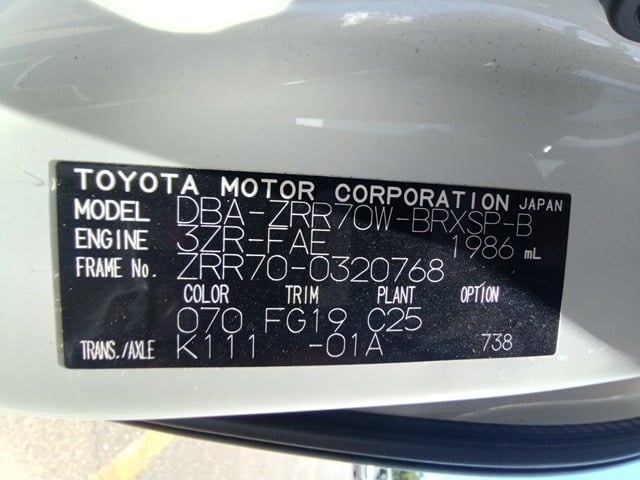 TOYOTA MOTOR CORPORATION JAPAN
MODEL DBA-ZRR70W-BRXSP-B
ENGINE 3ZR-FAE 1986 mL
FRAME No. ZRR70-0320768
COLOR TRIM PLANT OPTION
070 FG19 C25
TRANS./AXLE K111 -01A 738